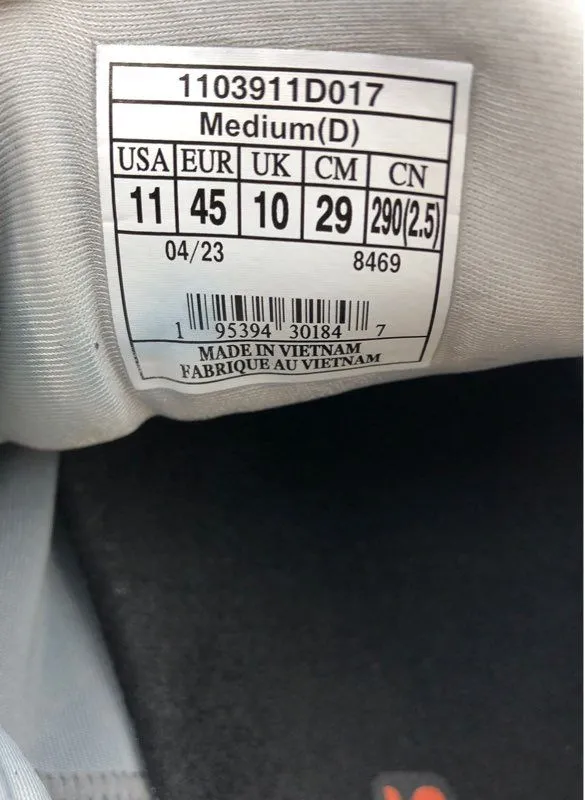 1103911D017
Medium(D)
USA EUR UK CM CN
11 45 10 29 290(2.5)
04/23 8469
1 95394 30184 7
MADE IN VIETNAM
FABRIQUE AU VIETNAM